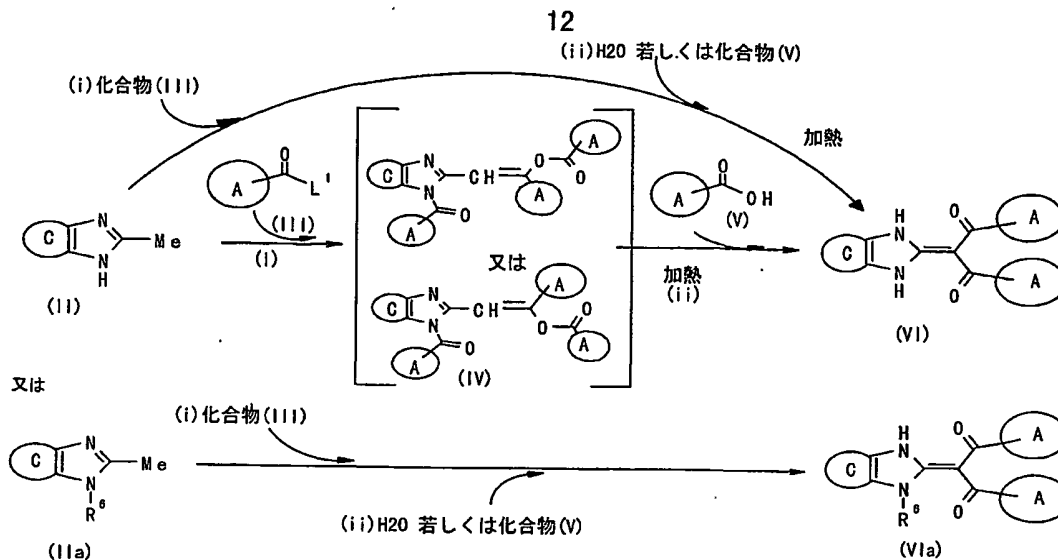 12
(ii)H2O 若しくは化合物(V)
(i)化合物(III)
加熱
A O L1
(III)
(I)
C N N H Me
(II)
C N N CH O O A A A O
又は
C N N CH A O O A A O
(IV)
A O OH
(V)
加熱
(ii)
C H N N H O O A A
(VI)
又は
(i)化合物(III)
C N N R6 Me
(IIa)
(ii)H2O 若しくは化合物(V)
C H N N R6 O O A A
(VIa)